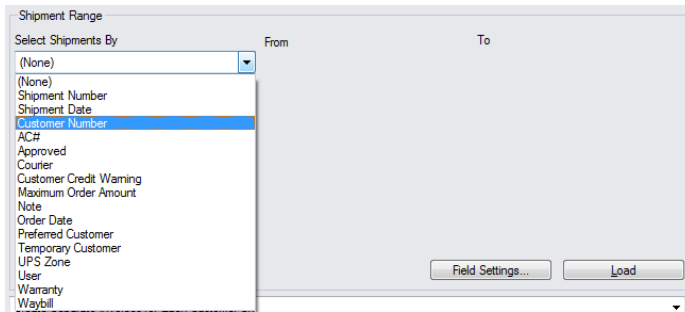 Shipment Range
Select Shipments By From To
(None)
(None)
Shipment Number
Shipment Date
Customer Number
AC#
Approved
Courier
Customer Credit Warning
Maximum Order Amount
Note
Order Date
Preferred Customer
Temporary Customer
UPS Zone
User
Warranty
Waybill
Field Settings... Load